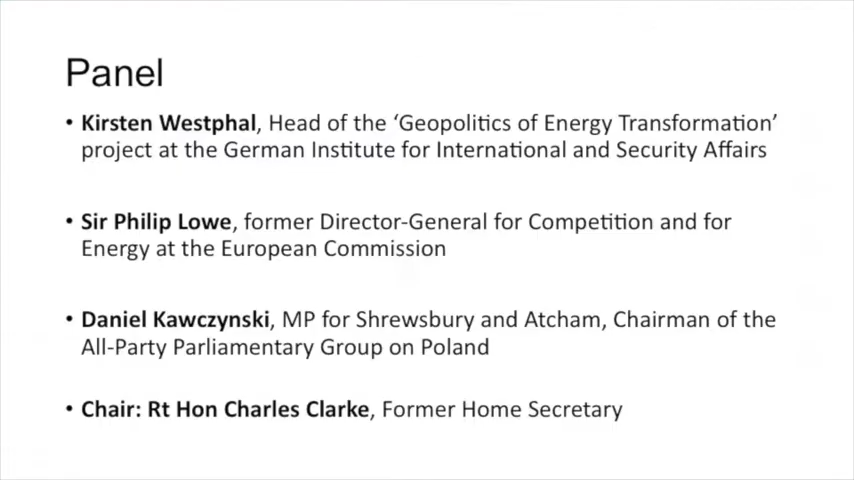 Panel
• Kirsten Westphal, Head of the ‘Geopolitics of Energy Transformation’
project at the German Institute for International and Security Affairs
• Sir Philip Lowe, former Director-General for Competition and for
Energy at the European Commission
• Daniel Kawczynski, MP for Shrewsbury and Atcham, Chairman of the
All-Party Parliamentary Group on Poland
• Chair: Rt Hon Charles Clarke, Former Home Secretary